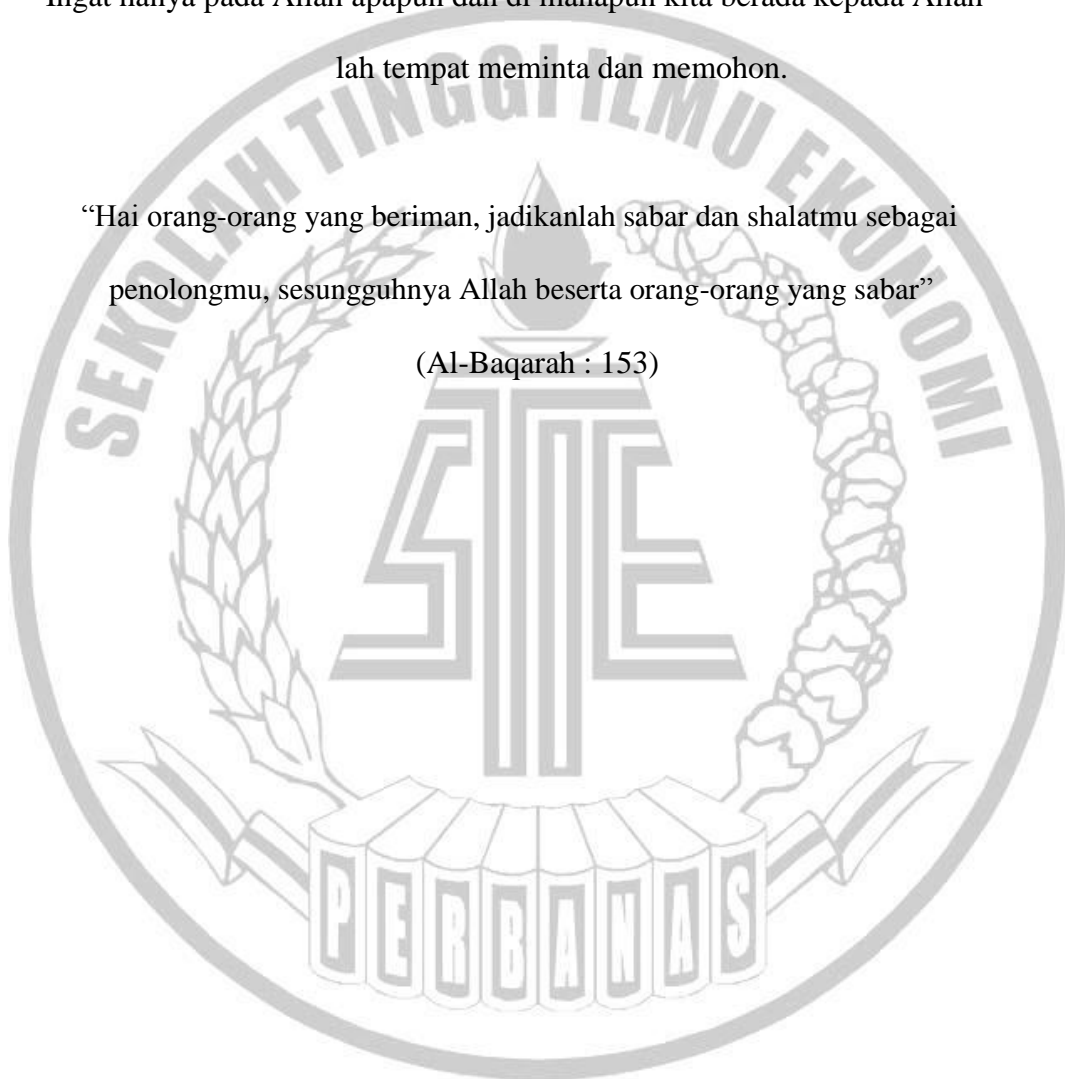 Ingat hanya pada Allah apapun dan di manapun kita berada kepada Allah
lah tempat meminta dan memohon.
“Hai orang-orang yang beriman, jadikanlah sabar dan shalatmu sebagai
penolongmu, sesungguhnya Allah beserta orang-orang yang sabar”
(Al-Baqarah : 153)
SEKOLAH TINGGI ILMU EKONOMI
STIE
PERBANAS